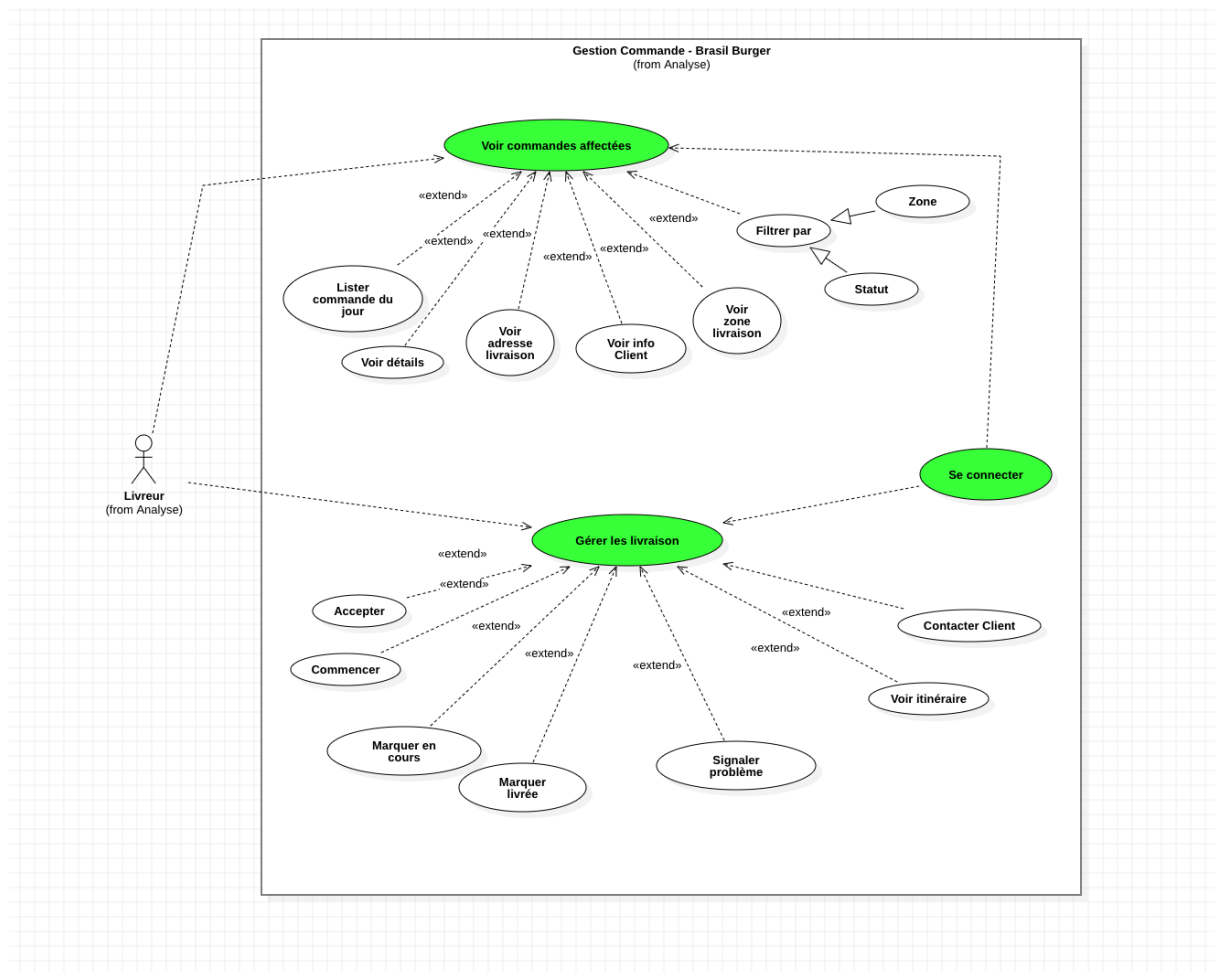 Gestion Commande - Brasil Burger
(from Analyse)
Voir commandes affectées
«extend»
«extend»
«extend»
«extend»
«extend»
«extend»
Zone
Filtrer par
Statut
Lister
commande du
jour
Voir détails
Voir
adresse
livraison
Voir info
Client
Voir
zone
livraison
Livreur
(from Analyse)
Se connecter
Gérer les livraison
«extend»
«extend»
«extend»
«extend»
«extend»
«extend»
«extend»
Accepter
Contacter Client
Commencer
Voir itinéraire
Marquer en
cours
Marquer
livrée
Signaler
problème